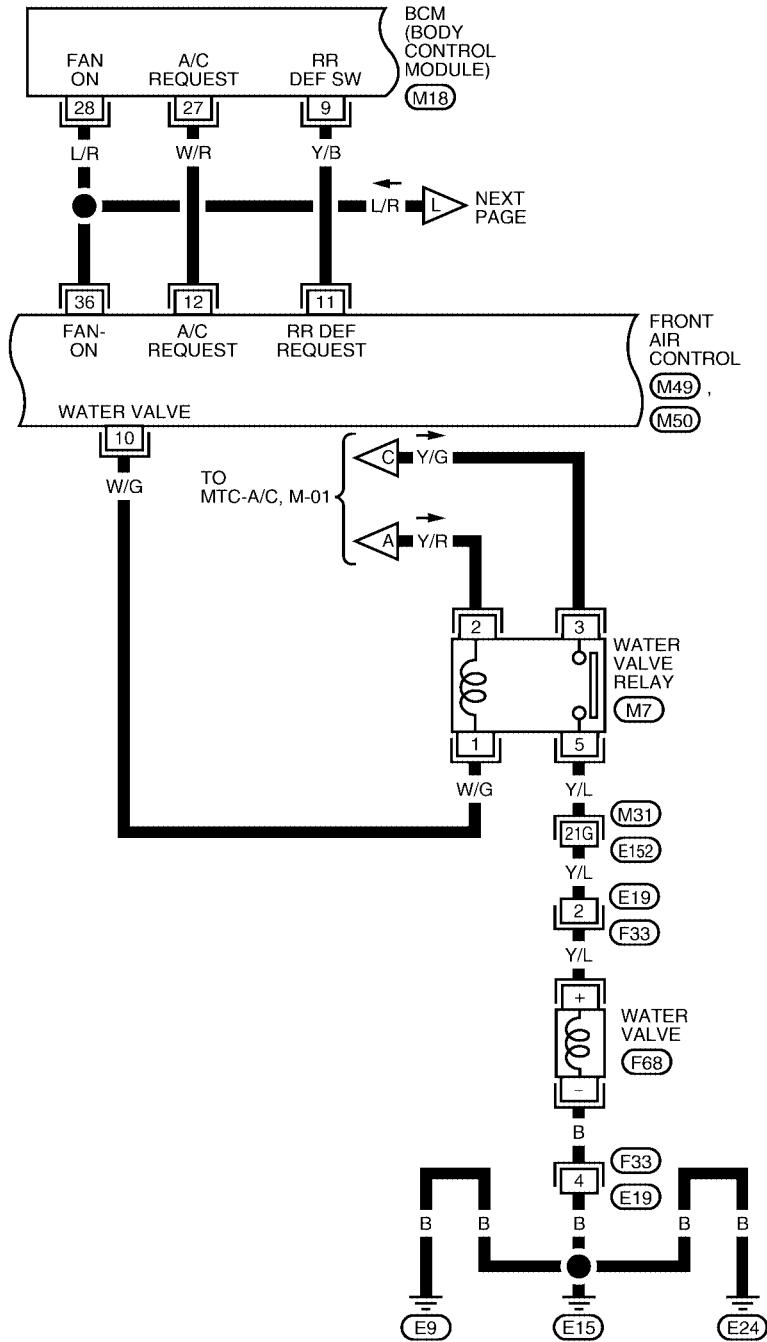 BCM
(BODY
CONTROL
MODULE)
M18
FAN
ON
A/C
REQUEST
RR
DEF SW
28
27
9
L/R
W/R
Y/B
L/R
L
NEXT
PAGE
36
12
11
FAN-
ON
A/C
REQUEST
RR DEF
REQUEST
FRONT
AIR
CONTROL
M49 ,
M50
WATER VALVE
10
W/G
TO
MTC-A/C, M-01
C
Y/G
A
Y/R
2
3
WATER
VALVE
RELAY
M7
1
5
W/G
Y/L
M31
21G
E152
Y/L
E19
2
F33
Y/L
+
WATER
VALVE
F68
-
B
F33
4
E19
B
B
B
B
B
E9
E15
E24